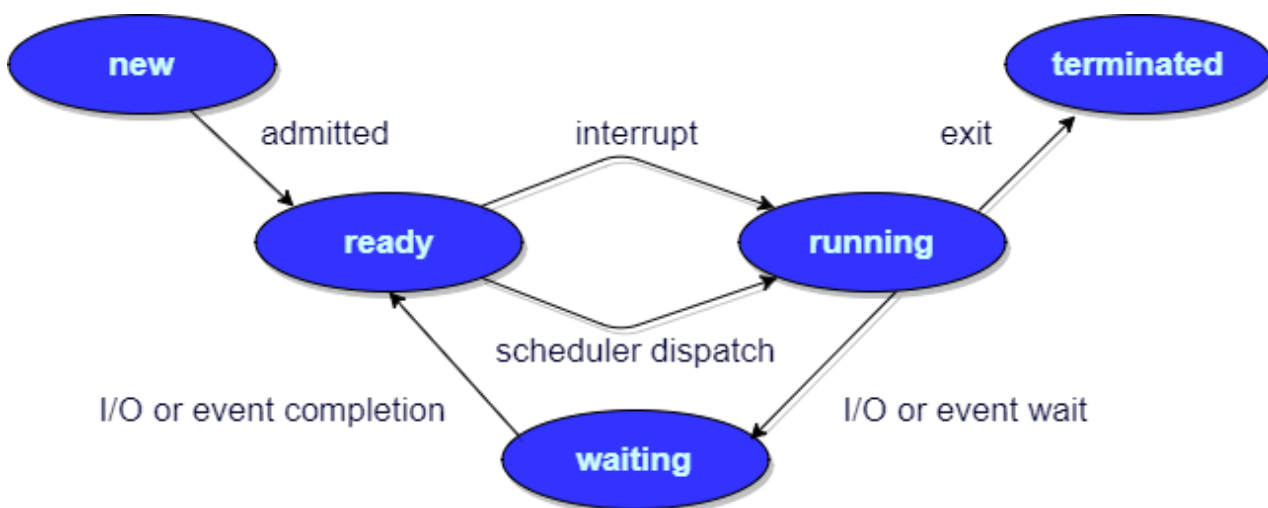 new
terminated
admitted
interrupt
exit
ready
running
scheduler dispatch
I/O or event completion
I/O or event wait
waiting